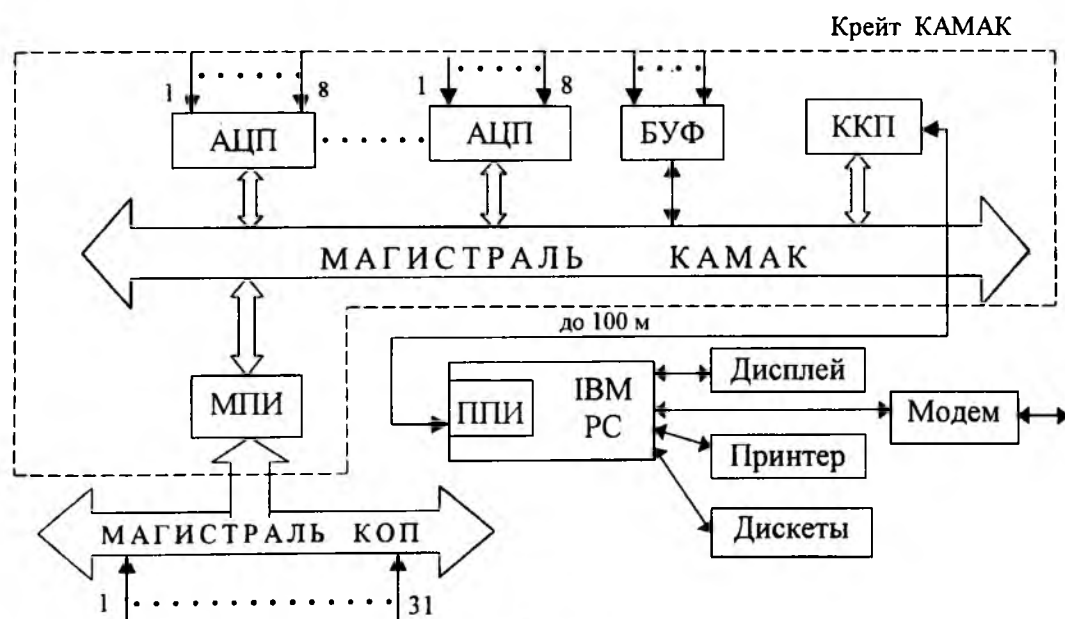 Крейт КАМАК
1 8 1 8
АЦП АЦП БУФ ККП
МАГИСТРАЛЬ КАМАК
до 100 м
МПИ
ППИ
IBM
PC
Дисплей
Модем
Принтер
Дискеты
МАГИСТРАЛЬ КОП
1 31